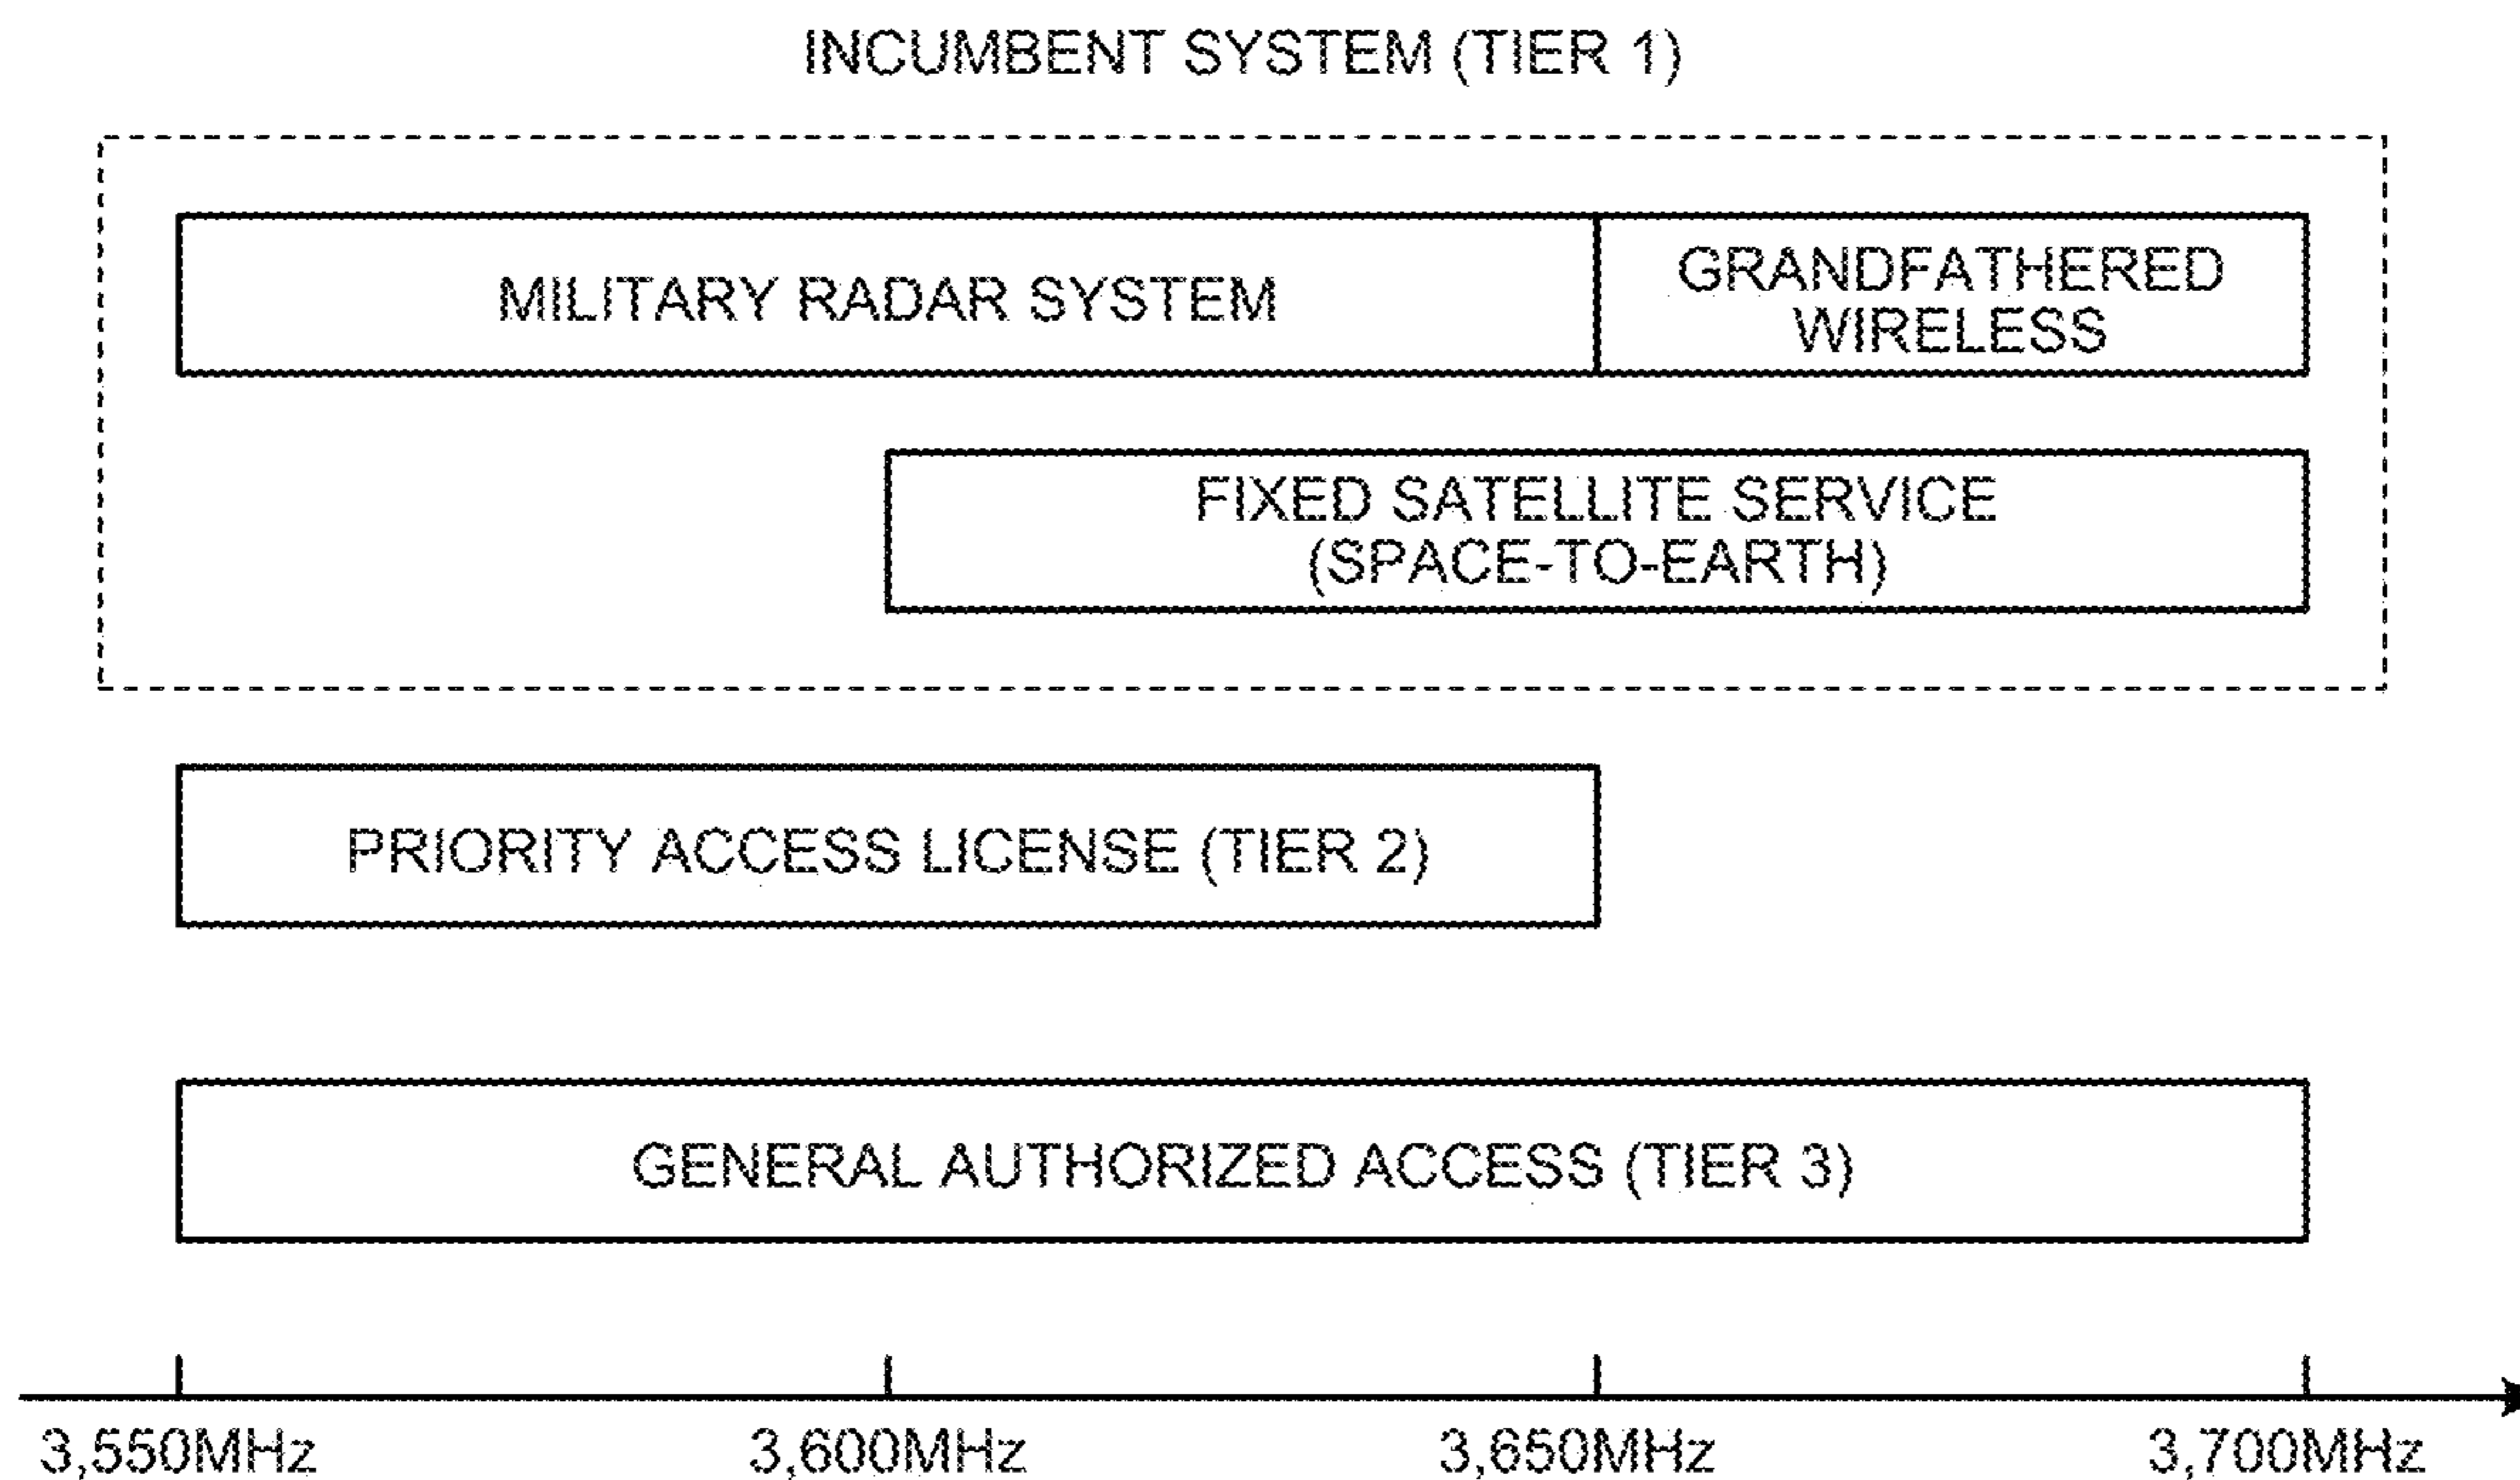 INCUMBENT SYSTEM (TIER 1)
MILITARY RADAR SYSTEM
GRANDFATHERED
WIRELESS
FIXED SATELLITE SERVICE
(SPACE-TO-EARTH)
PRIORITY ACCESS LICENSE (TIER 2)
GENERAL AUTHORIZED ACCESS (TIER 3)
3,550MHz 3,600MHz 3,650MHz 3,700MHz